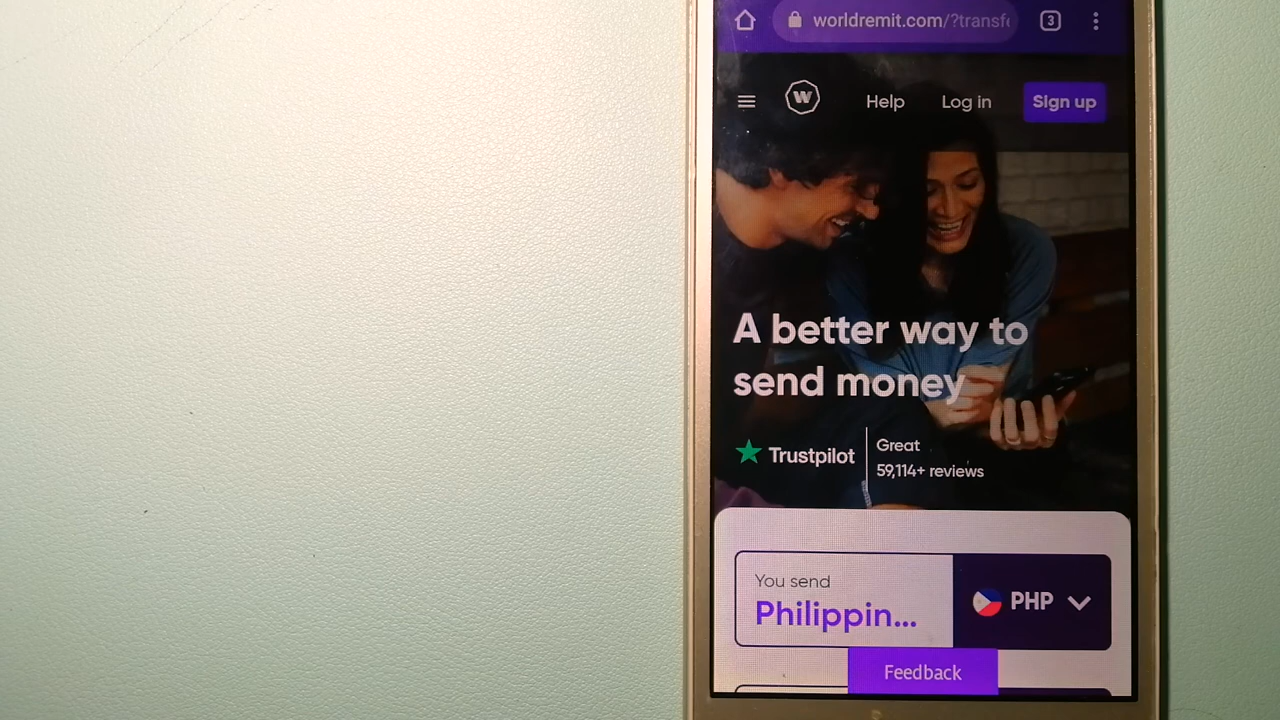 worldremit.com/?transf
3
W
Help
Log in
Sign up
A better way to
send money
Trustpilot
Great
59,114+ reviews
You send
Philippin...
PHP
Feedback